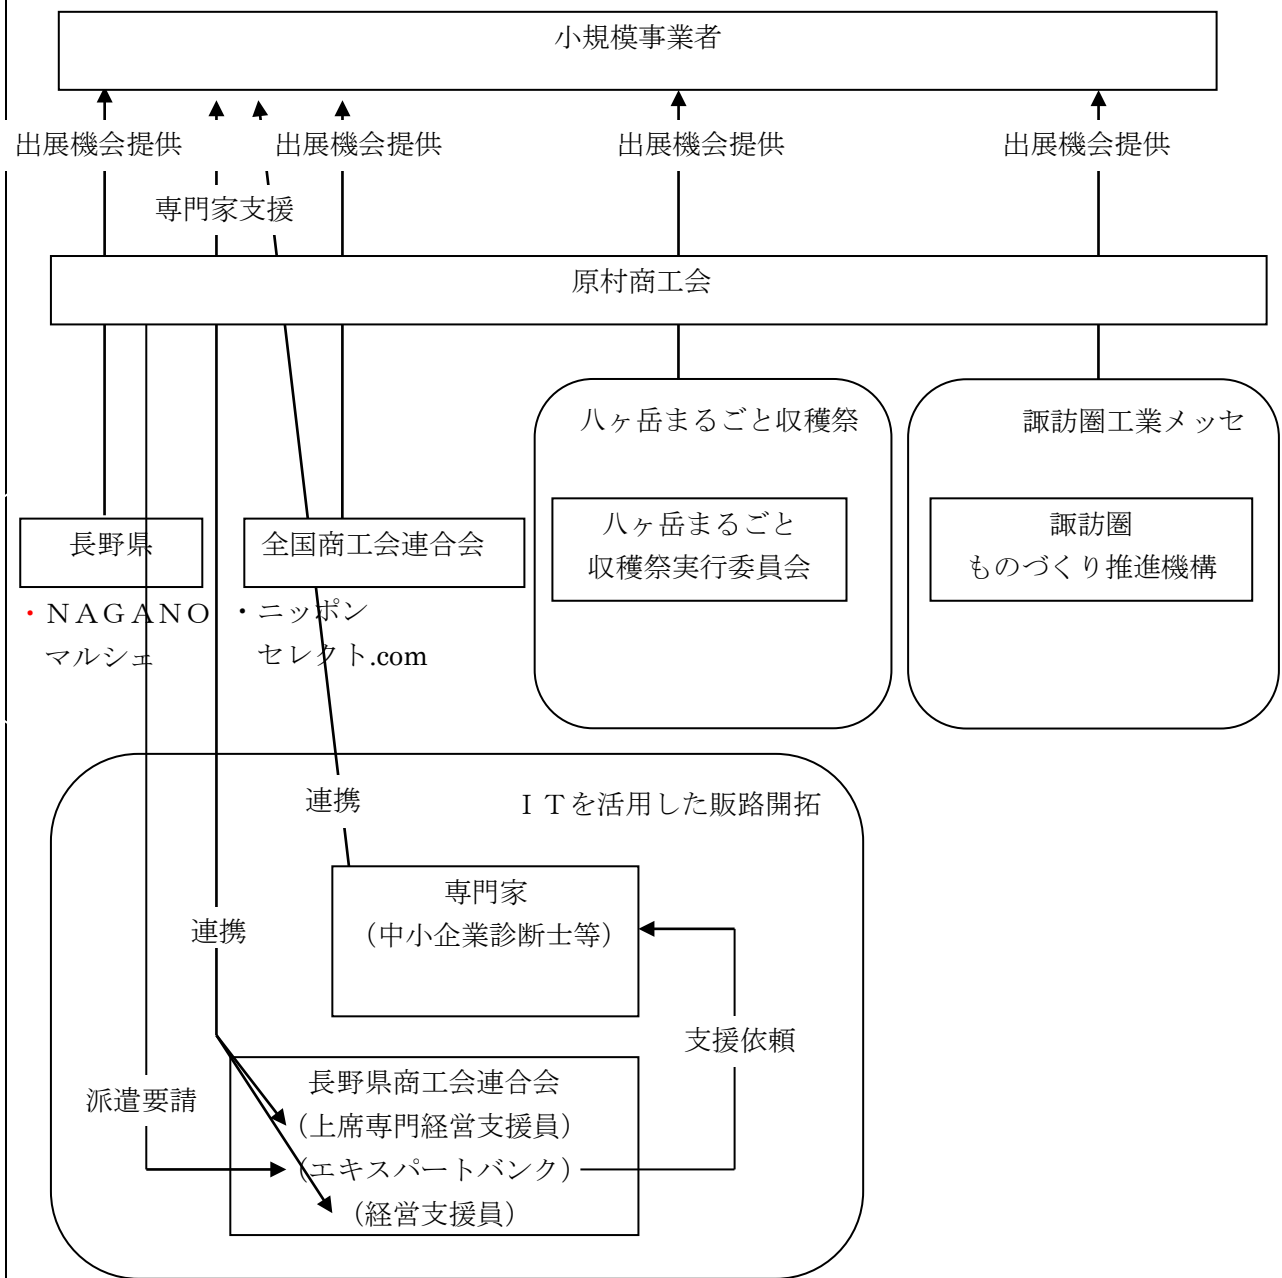 小規模事業者
出展機会提供
出展機会提供
出展機会提供
出展機会提供
専門家支援
原村商工会
八ヶ岳まるごと収穫祭
諏訪圏工業メッセ
長野県
全国商工会連合会
八ヶ岳まるごと
収穫祭実行委員会
諏訪圏
ものづくり推進機構
・ＮＡＧＡＮＯ
マルシェ
・ニッポン
セレクト.com
連携
ＩＴを活用した販路開拓
専門家
（中小企業診断士等）
連携
支援依頼
派遣要請
長野県商工会連合会
（上席専門経営支援員）
（エキスパートバンク）
（経営支援員）